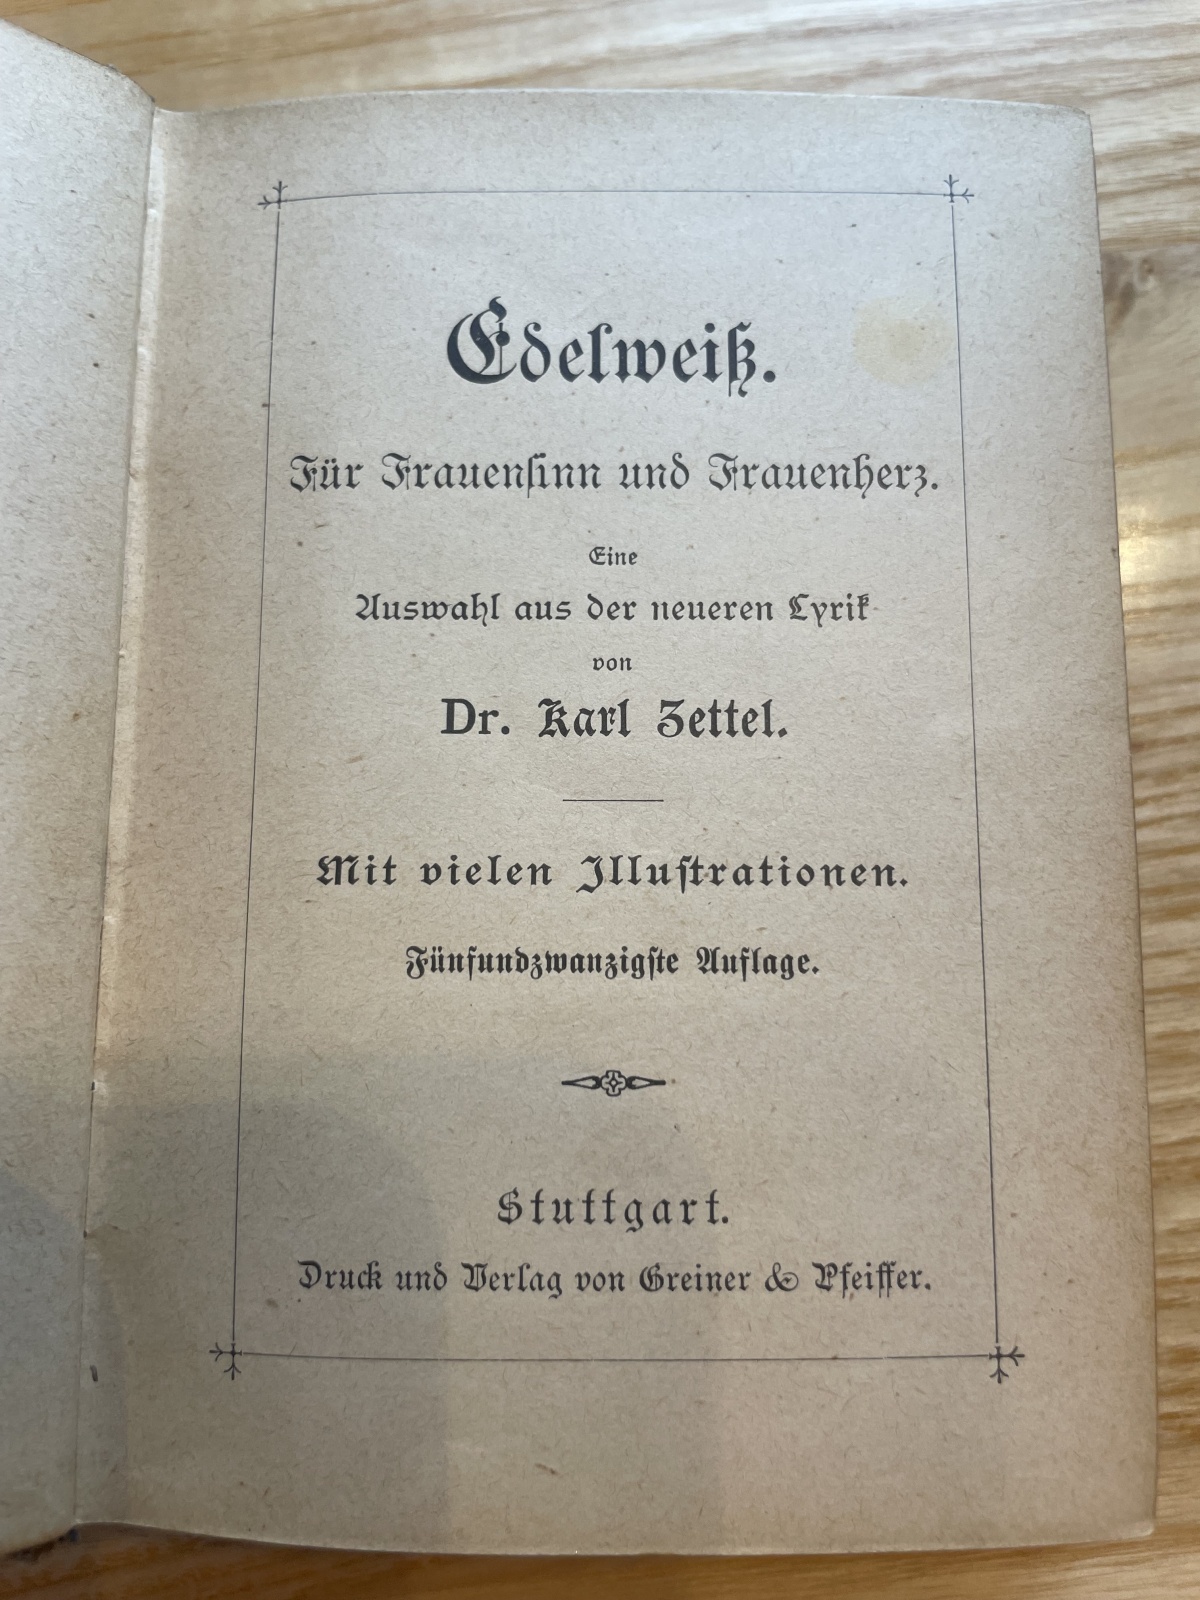 Edelweiß.
Für Frauenſinn und Frauenherz.
Eine
Auswahl aus der neueren Lyrik
von
Dr. Karl Zettel.
Mit vielen Illuſtrationen.
Fünfundzwanzigſte Auflage.
Stuttgart.
Druck und Verlag von Greiner & Pfeiffer.